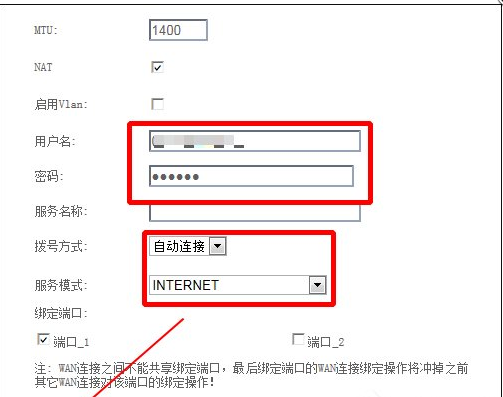 MTU: 1400
NAT
启用Vlan:
用户名:
密码: ●●●●●●
服务名称:
拨号方式: 自动连接
服务模式: INTERNET
绑定端口:
端口_1 端口_2
注: WAN连接之间不能共享绑定端口，最后绑定端口的WAN连接绑定操作将冲掉之前
其它WAN连接对该端口的绑定操作!